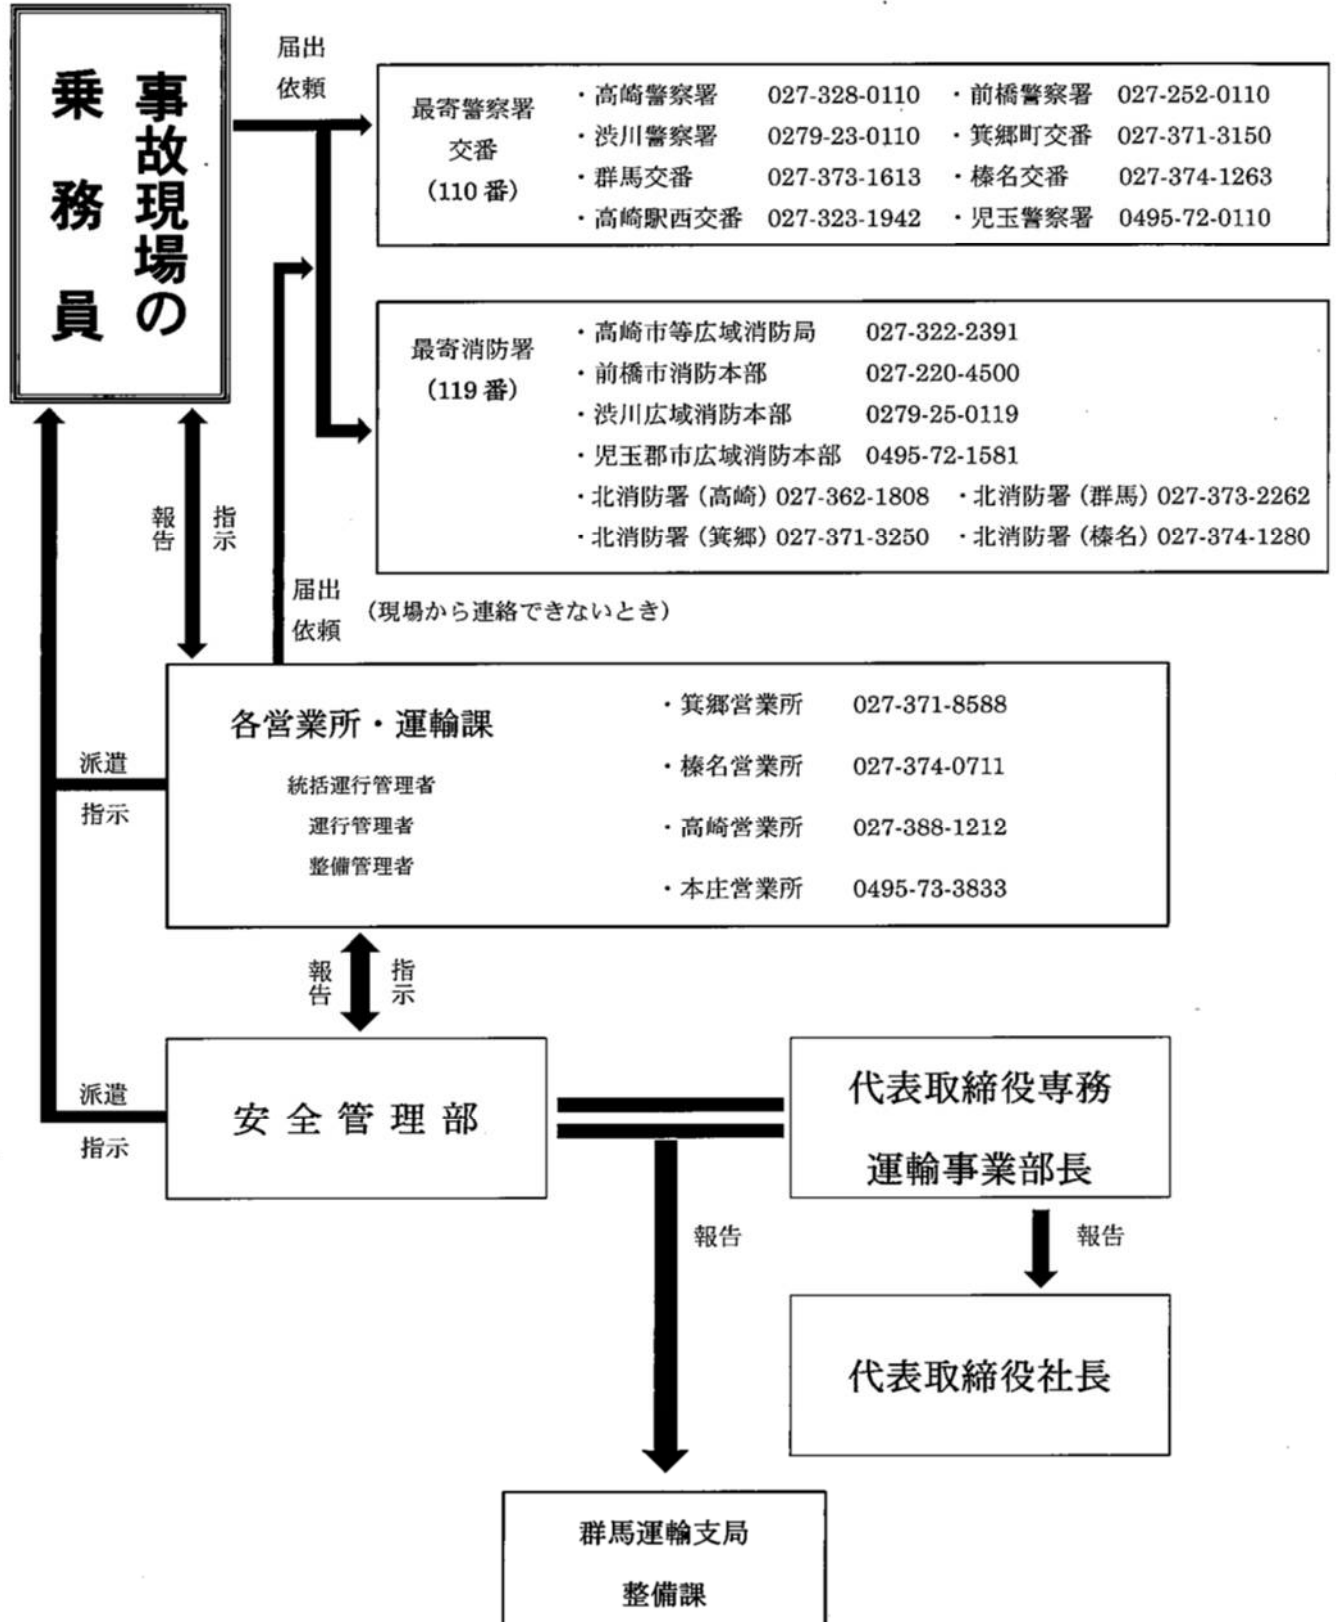 事故現場の
乗務員
届出
依頼
最寄警察署
交番
(110番)
・高崎警察署 027-328-0110 ・前橋警察署 027-252-0110
・渋川警察署 0279-23-0110 ・箕郷町交番 027-371-3150
・群馬交番 027-373-1613 ・榛名交番 027-374-1263
・高崎駅西交番 027-323-1942 ・児玉警察署 0495-72-0110
最寄消防署
(119番)
・高崎市等広域消防局 027-322-2391
・前橋市消防本部 027-220-4500
・渋川広域消防本部 0279-25-0119
・児玉郡市広域消防本部 0495-72-1581
・北消防署(高崎)027-362-1808 ・北消防署(群馬)027-373-2262
・北消防署(箕郷)027-371-3250 ・北消防署(榛名)027-374-1280
報告
指示
届出
依頼
(現場から連絡できないとき)
各営業所・運輸課
統括運行管理者
運行管理者
整備管理者
・箕郷営業所 027-371-8588
・榛名営業所 027-374-0711
・高崎営業所 027-388-1212
・本庄営業所 0495-73-3833
派遣
指示
報告
指示
派遣
指示
安全管理部
代表取締役専務
運輸事業部長
報告
報告
代表取締役社長
群馬運輸支局
整備課